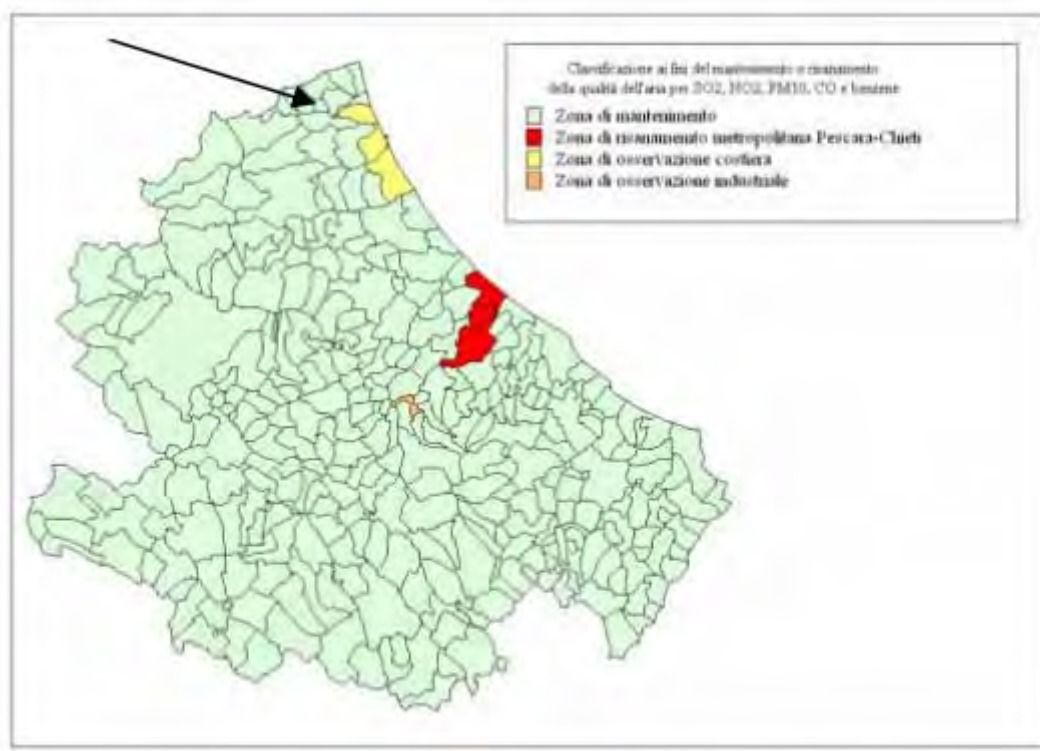 Classificazione ai fini del mantenimento o risanamento
della qualità dell'aria per SO2, NO2, PM10, CO e benzene
Zona di mantenimento
Zona di risanamento metropolitana Pescara-Chieti
Zona di osservazione costiera
Zona di osservazione industriale